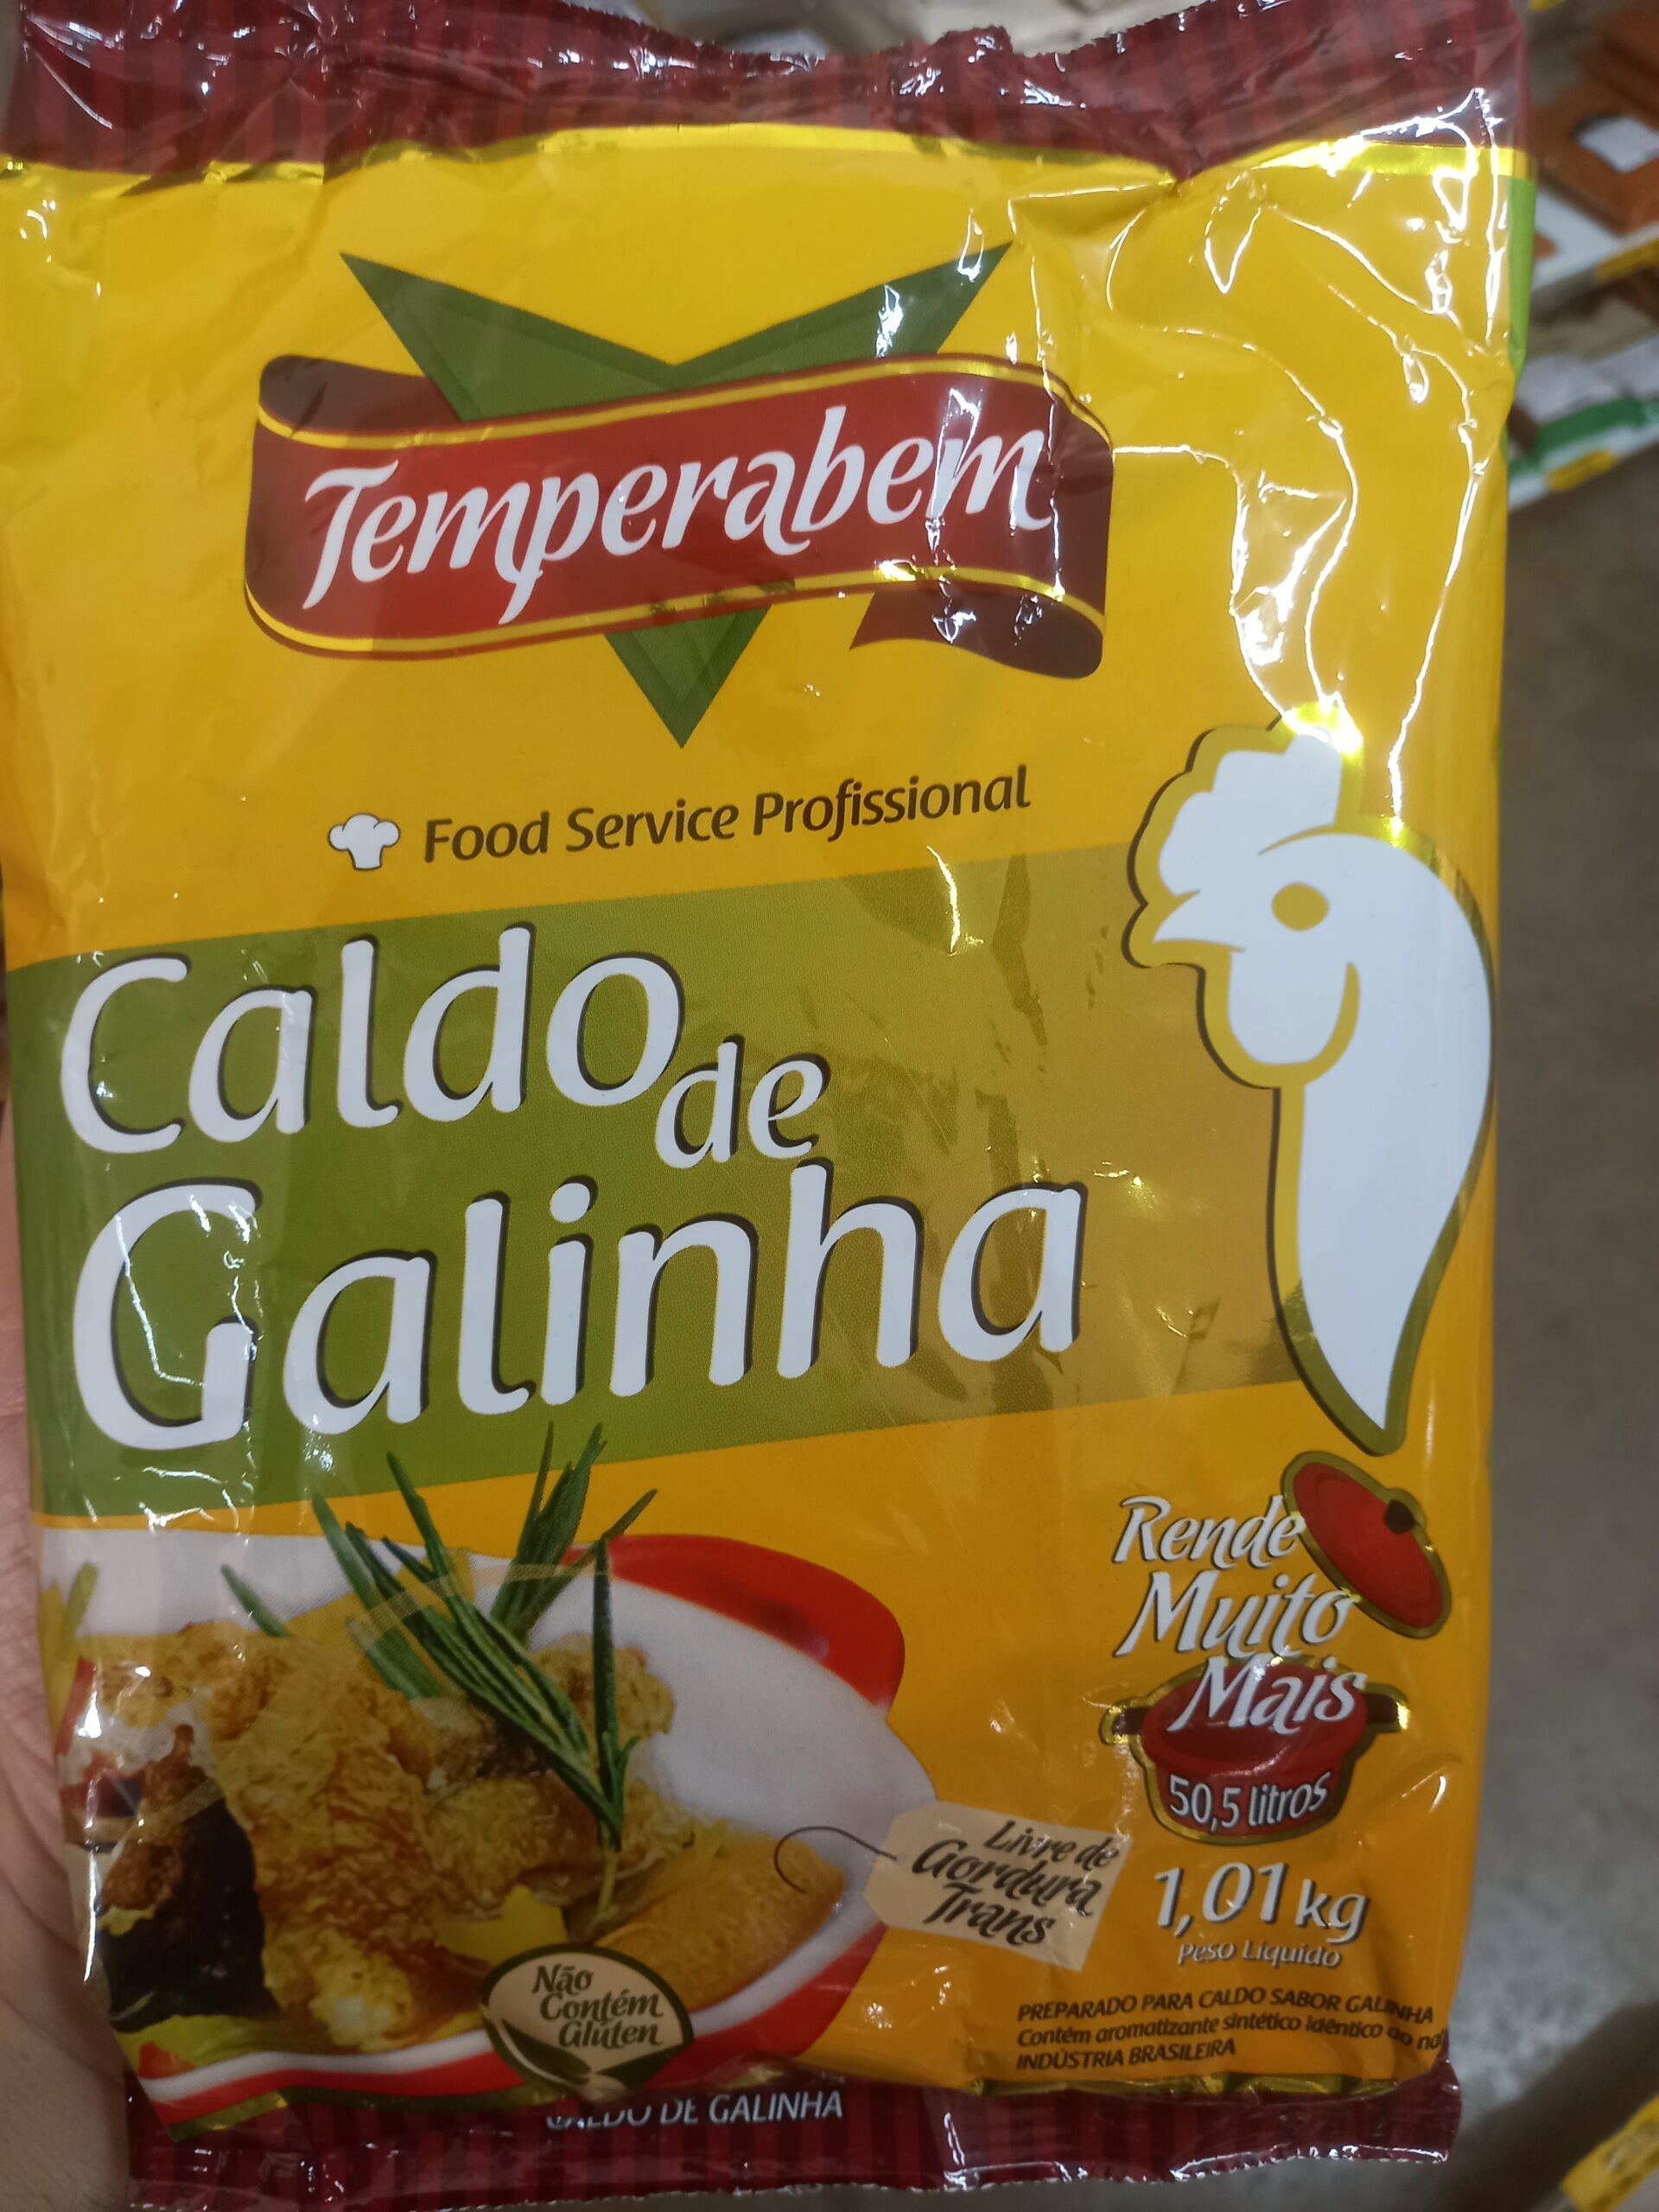 Temperabem
Food Service Profissional
Caldo de
Galinha
Rende
Muito
Mais
50,5 litros
Livre de
Gordura
Trans
1,01 kg
Peso Líquido
Não
Contém
Glúten
PREPARADO PARA CALDO SABOR GALINHA
Contém aromatizante sintético idêntico ao
INDÚSTRIA BRASILEIRA
CALDO DE GALINHA